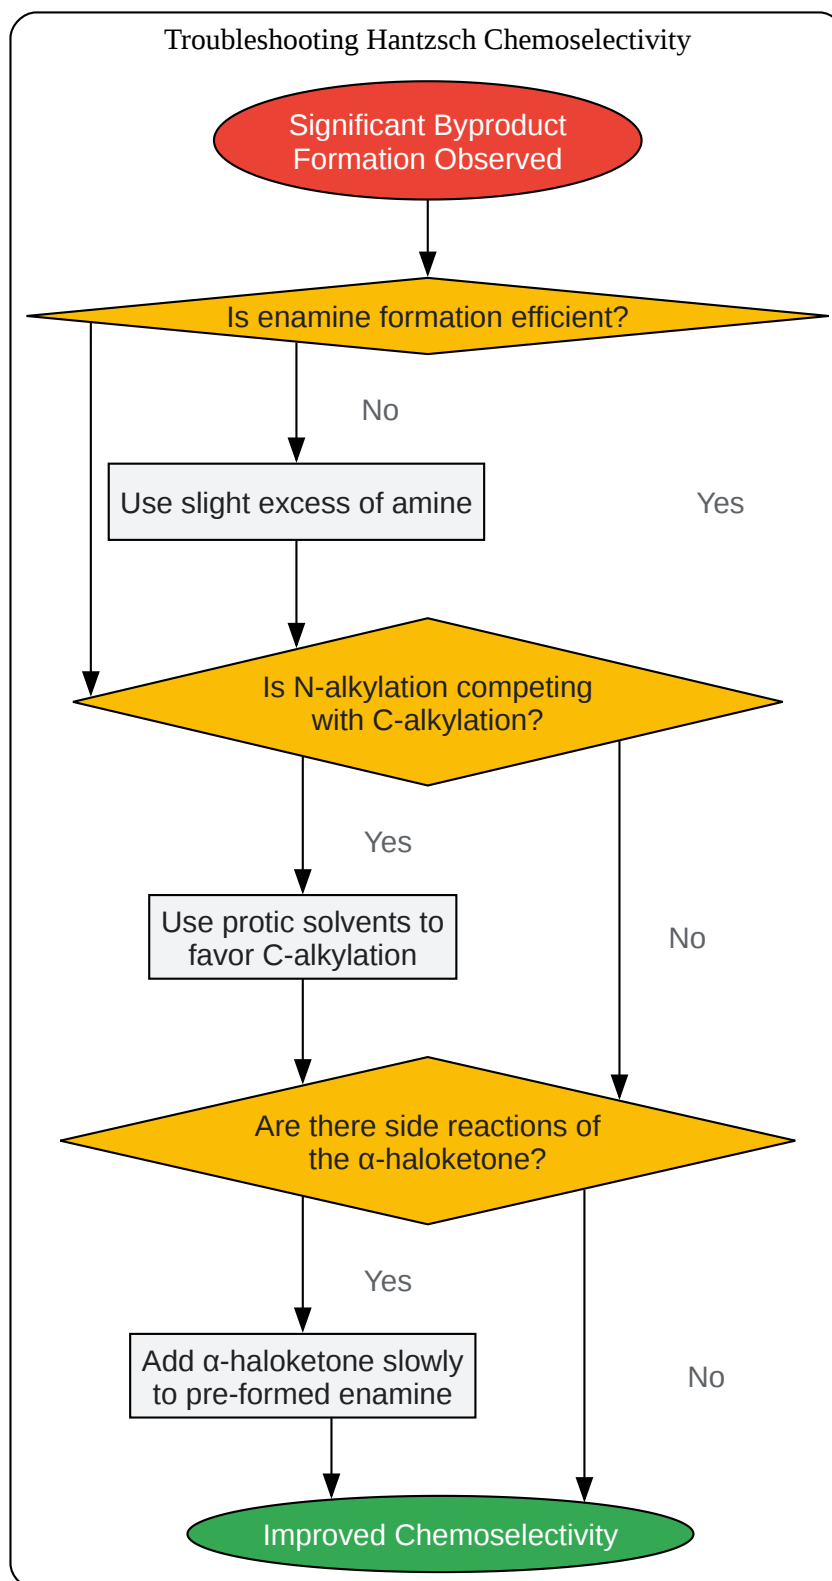 Troubleshooting Hantzsch Chemoselectivity
Significant Byproduct
Formation Observed
Is enamine formation efficient?
No
Use slight excess of amine
Yes
Is N-alkylation competing
with C-alkylation?
Yes
Use protic solvents to
favor C-alkylation
No
Are there side reactions of
the α-haloketone?
Yes
Add α-haloketone slowly
to pre-formed enamine
No
Improved Chemoselectivity